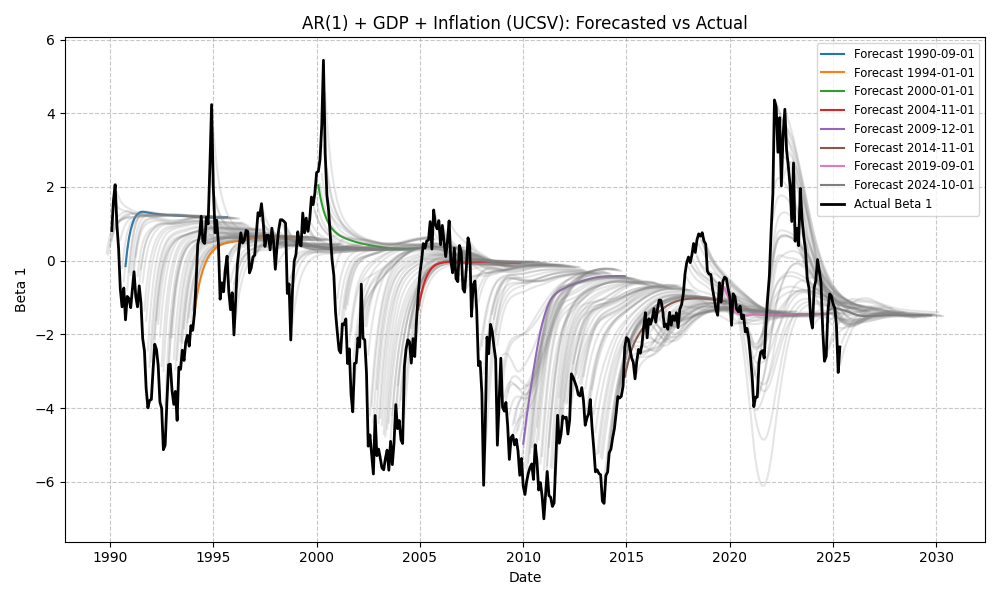 AR(1) + GDP + Inflation (UCSV): Forecasted vs Actual
6
4
2
0
−2
−4
−6
Beta 1
1990
1995
2000
2005
2010
2015
2020
2025
2030
Date
Forecast 1990-09-01
Forecast 1994-01-01
Forecast 2000-01-01
Forecast 2004-11-01
Forecast 2009-12-01
Forecast 2014-11-01
Forecast 2019-09-01
Forecast 2024-10-01
Actual Beta 1